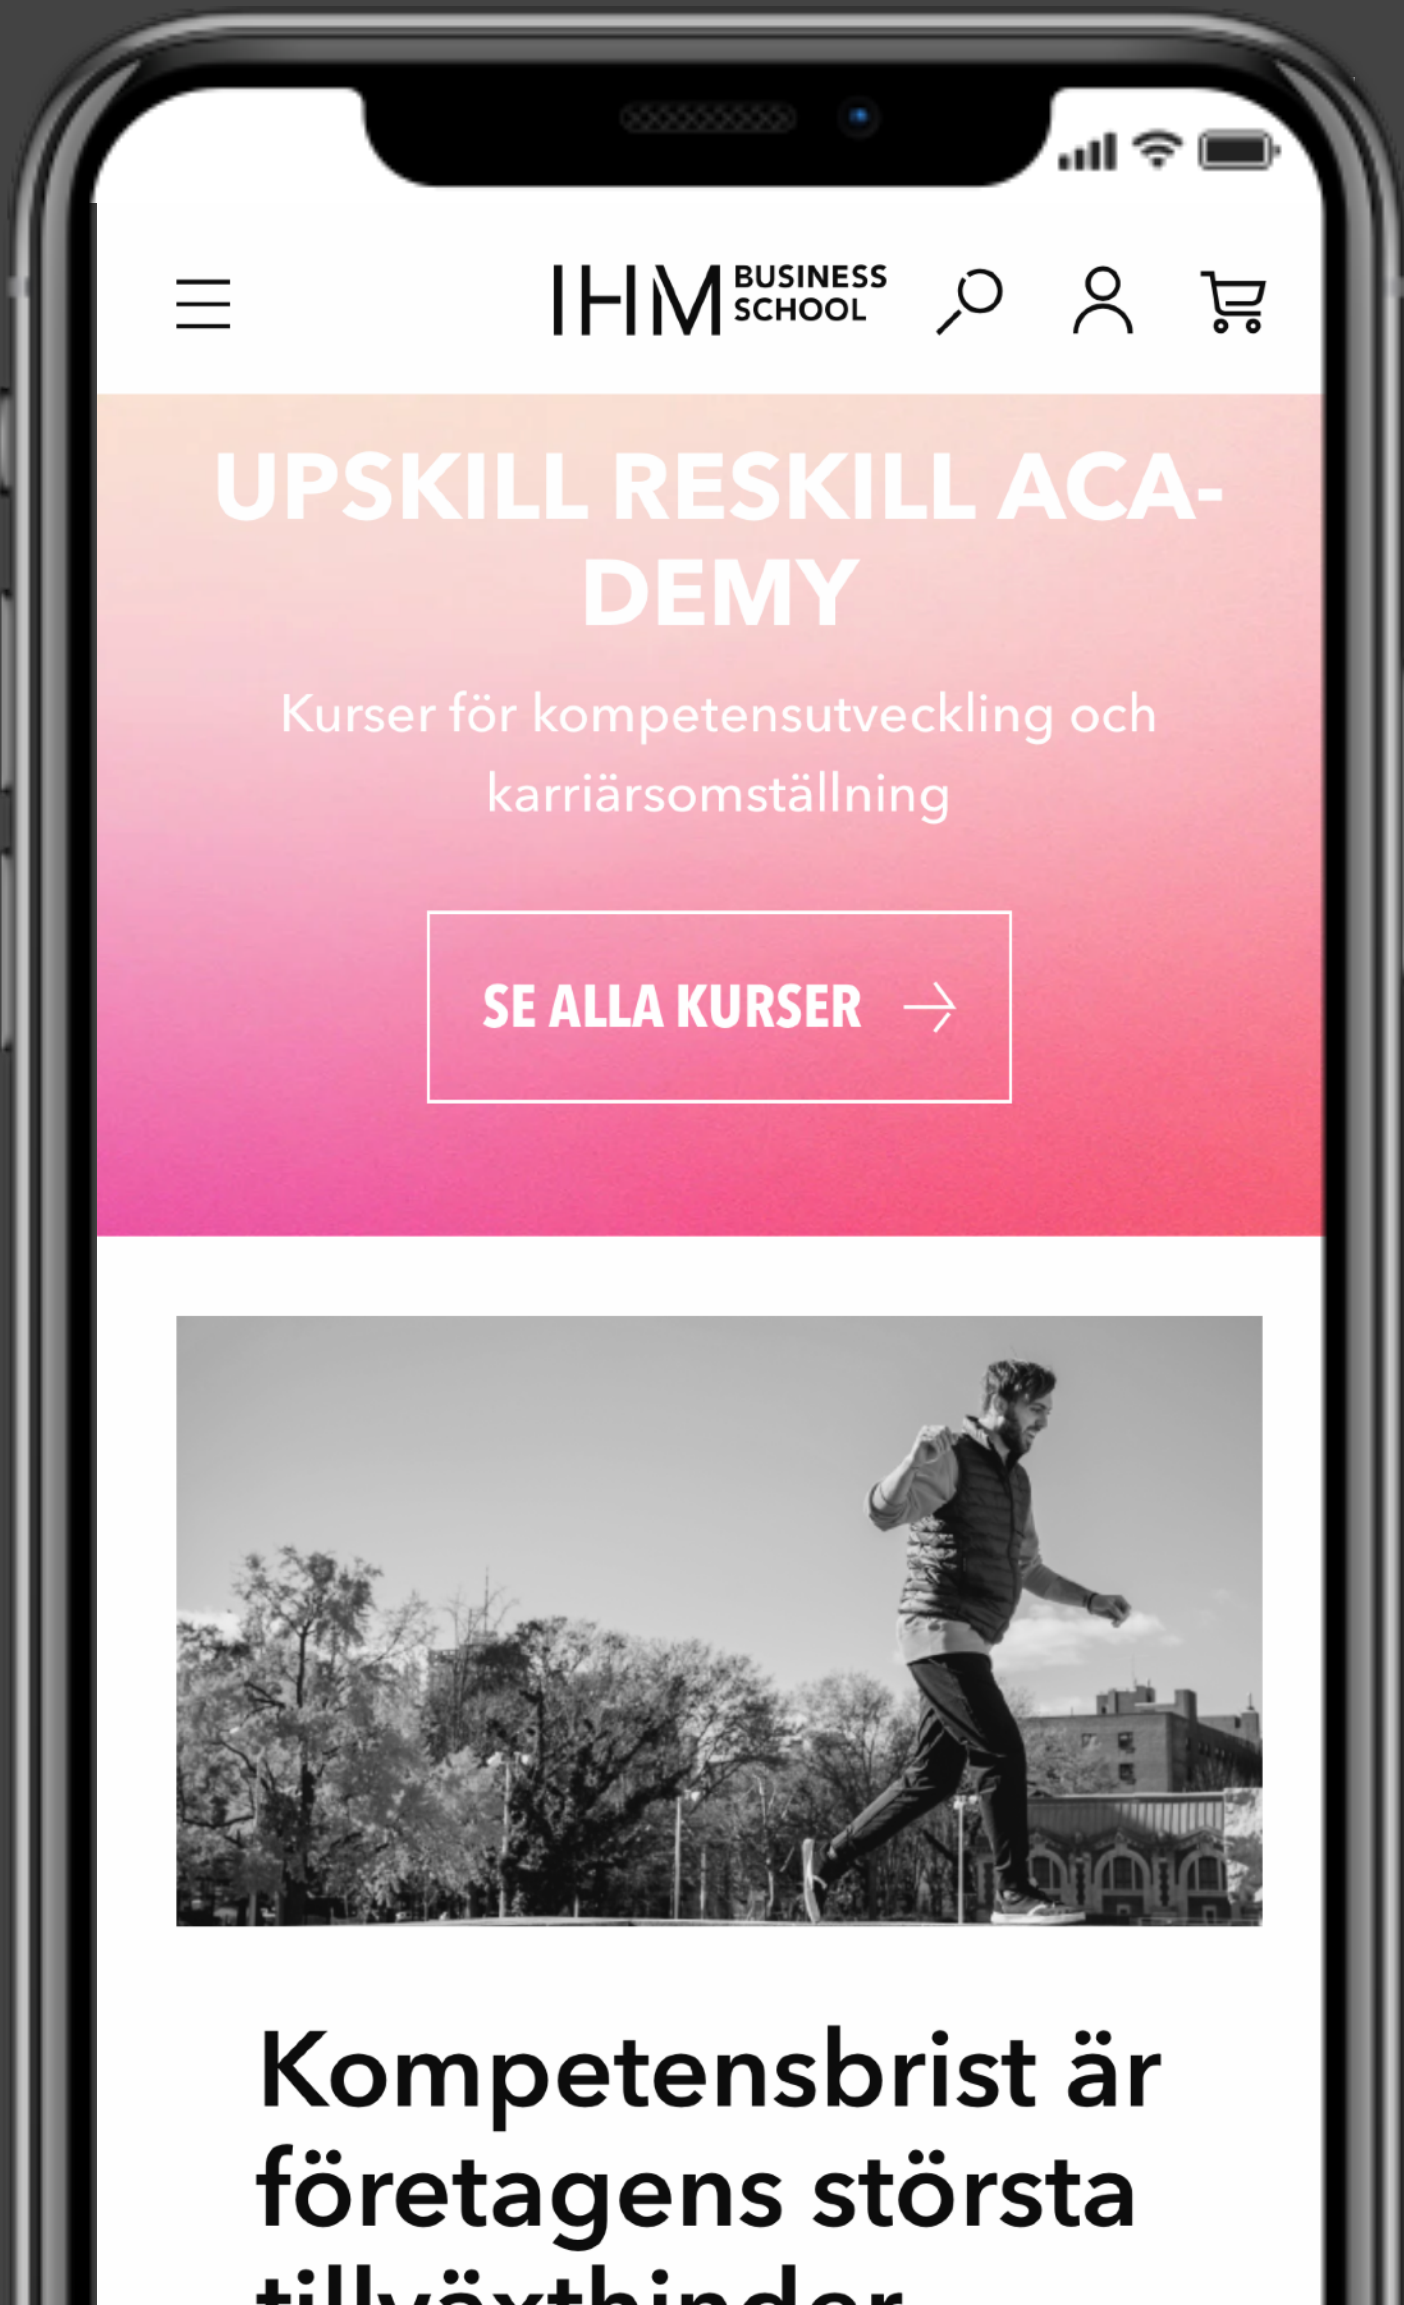 IHM BUSINESS
SCHOOL
UPSKILL RESKILL ACA-
DEMY
Kurser för kompetensutveckling och
karriärsomställning
SE ALLA KURSER
Kompetensbrist är
företagens största
tillväxthinder